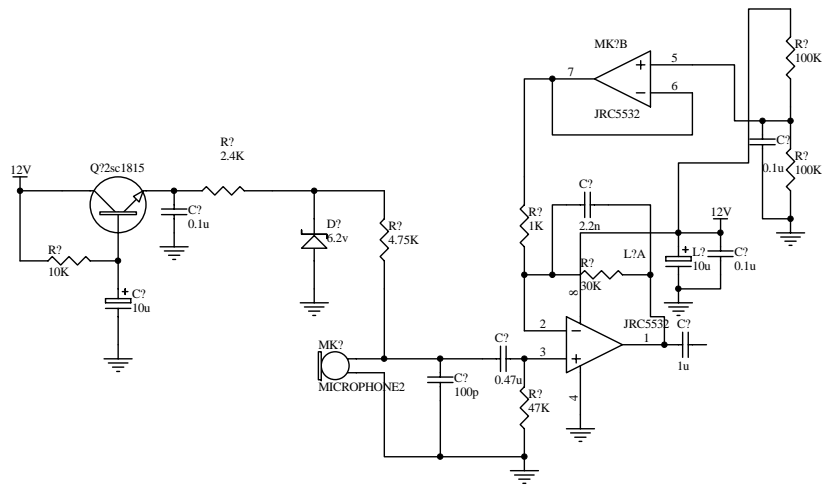 MK?B
7
5
6
JRC5532
R?
100K
C?
0.1u
R?
100K
12V
Q?2sc1815
R?
2.4K
C?
0.1u
R?
10K
C?
10u
D?
6.2v
R?
4.75K
R?
1K
C?
2.2n
R?
30K
L?A
12V
L?
10u
C?
0.1u
8
2
3
1
4
JRC5532
C?
1u
MK?
MICROPHONE2
C?
100p
C?
0.47u
R?
47K